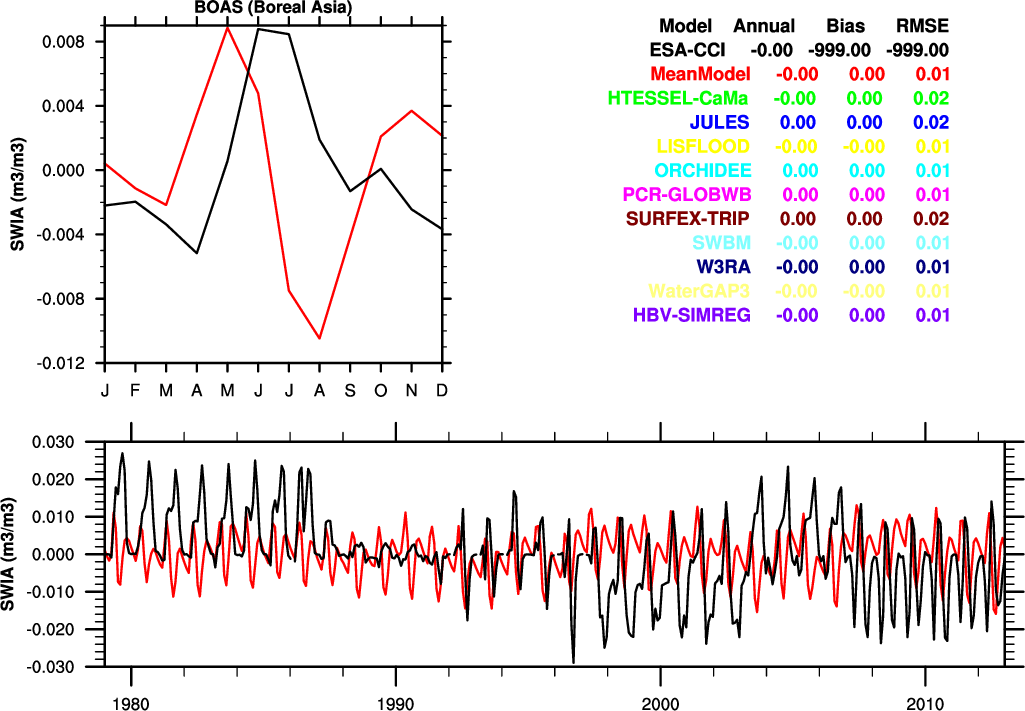 BOAS (Boreal Asia)
0.008
0.004
0.000
-0.004
-0.008
-0.012
SWIA (m3/m3)
J F M A M J J A S O N D
Model Annual Bias RMSE
ESA-CCI -0.00 -999.00 -999.00
MeanModel -0.00 0.00 0.01
HTESSEL-CaMa -0.00 0.00 0.02
JULES 0.00 0.00 0.02
LISFLOOD -0.00 -0.00 0.01
ORCHIDEE 0.00 0.00 0.01
PCR-GLOBWB 0.00 0.00 0.01
SURFEX-TRIP 0.00 0.00 0.02
SWBM -0.00 0.00 0.01
W3RA -0.00 0.00 0.01
WaterGAP3 -0.00 -0.00 0.01
HBV-SIMREG -0.00 0.00 0.01
0.030
0.020
0.010
0.000
-0.010
-0.020
-0.030
SWIA (m3/m3)
1980 1990 2000 2010